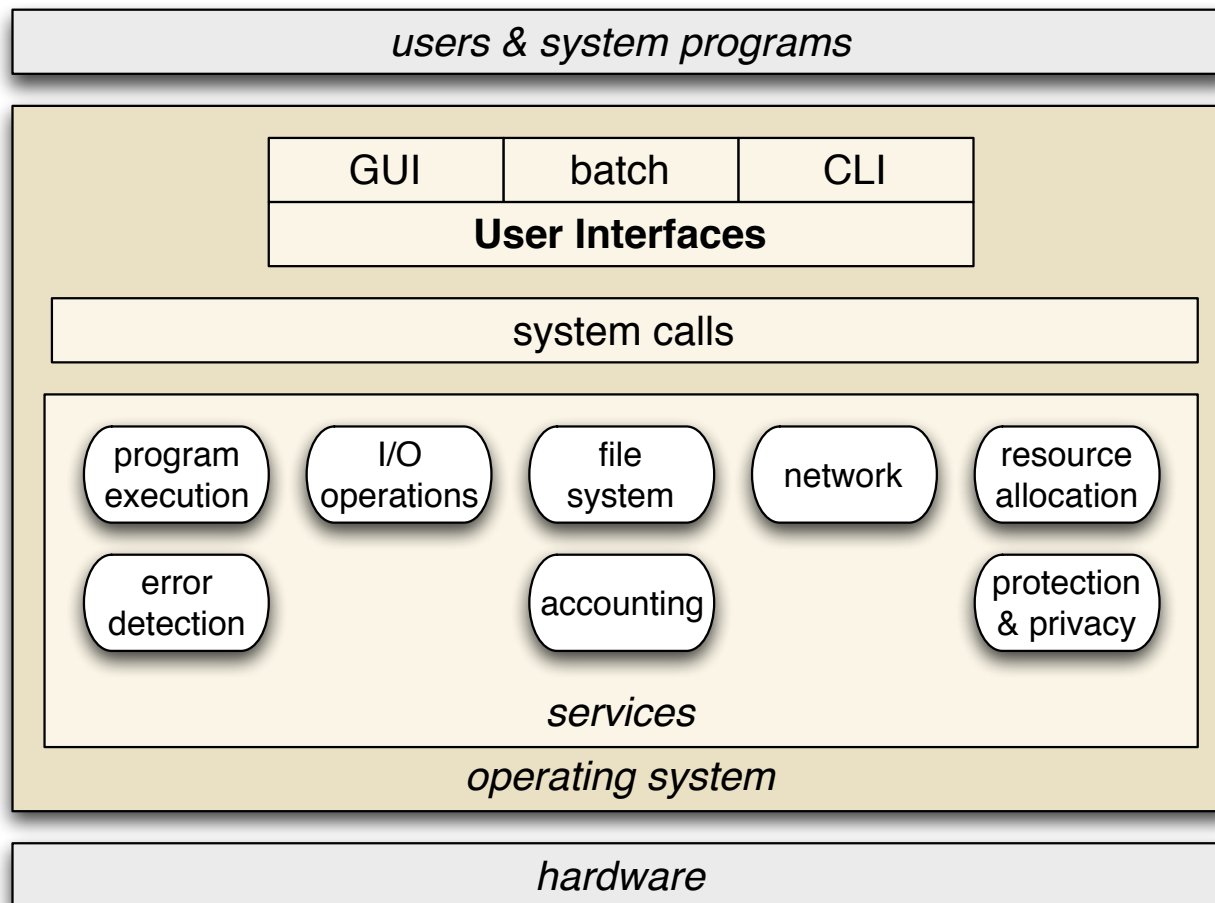 users & system programs
GUI
batch
CLI
User Interfaces
system calls
program
execution
I/O
operations
file
system
network
resource
allocation
error
detection
accounting
protection
& privacy
services
operating system
hardware